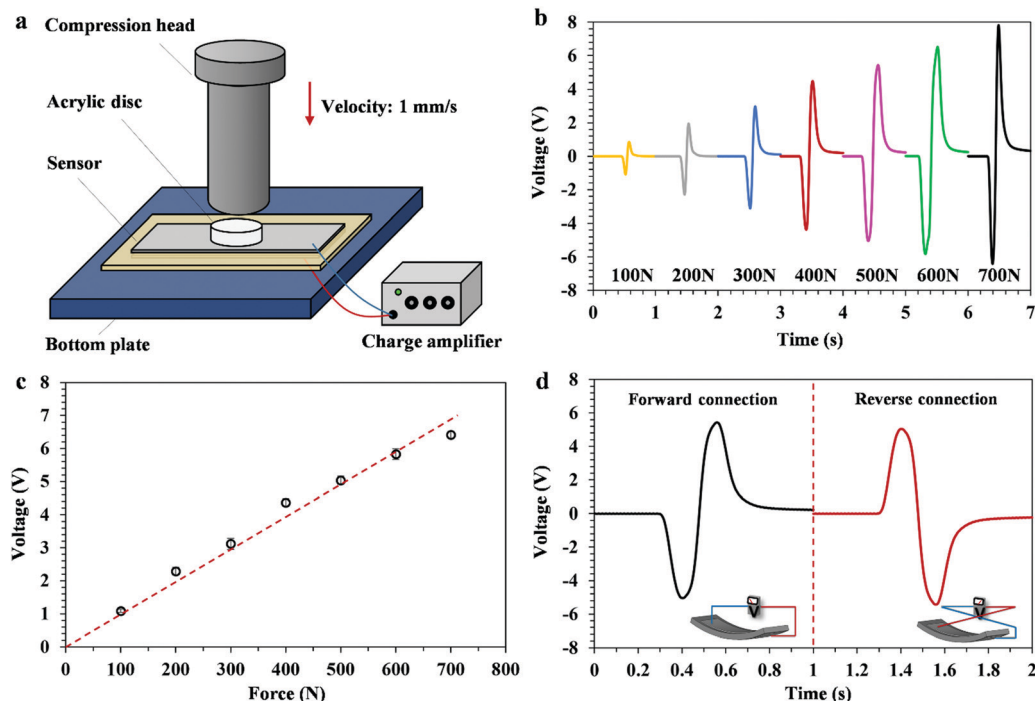 a
Compression head
Acrylic disc
Velocity: 1 mm/s
Sensor
Bottom plate
Charge amplifier
b
Voltage (V)
8
6
4
2
0
-2
-4
-6
-8
100N 200N 300N 400N 500N 600N 700N
0 1 2 3 4 5 6 7
Time (s)
c
Voltage (V)
8
7
6
5
4
3
2
1
0
0 100 200 300 400 500 600 700 800
Force (N)
d
Voltage (V)
8
6
4
2
0
-2
-4
-6
-8
Forward connection Reverse connection
0 0.2 0.4 0.6 0.8 1 1.2 1.4 1.6 1.8 2
Time (s)